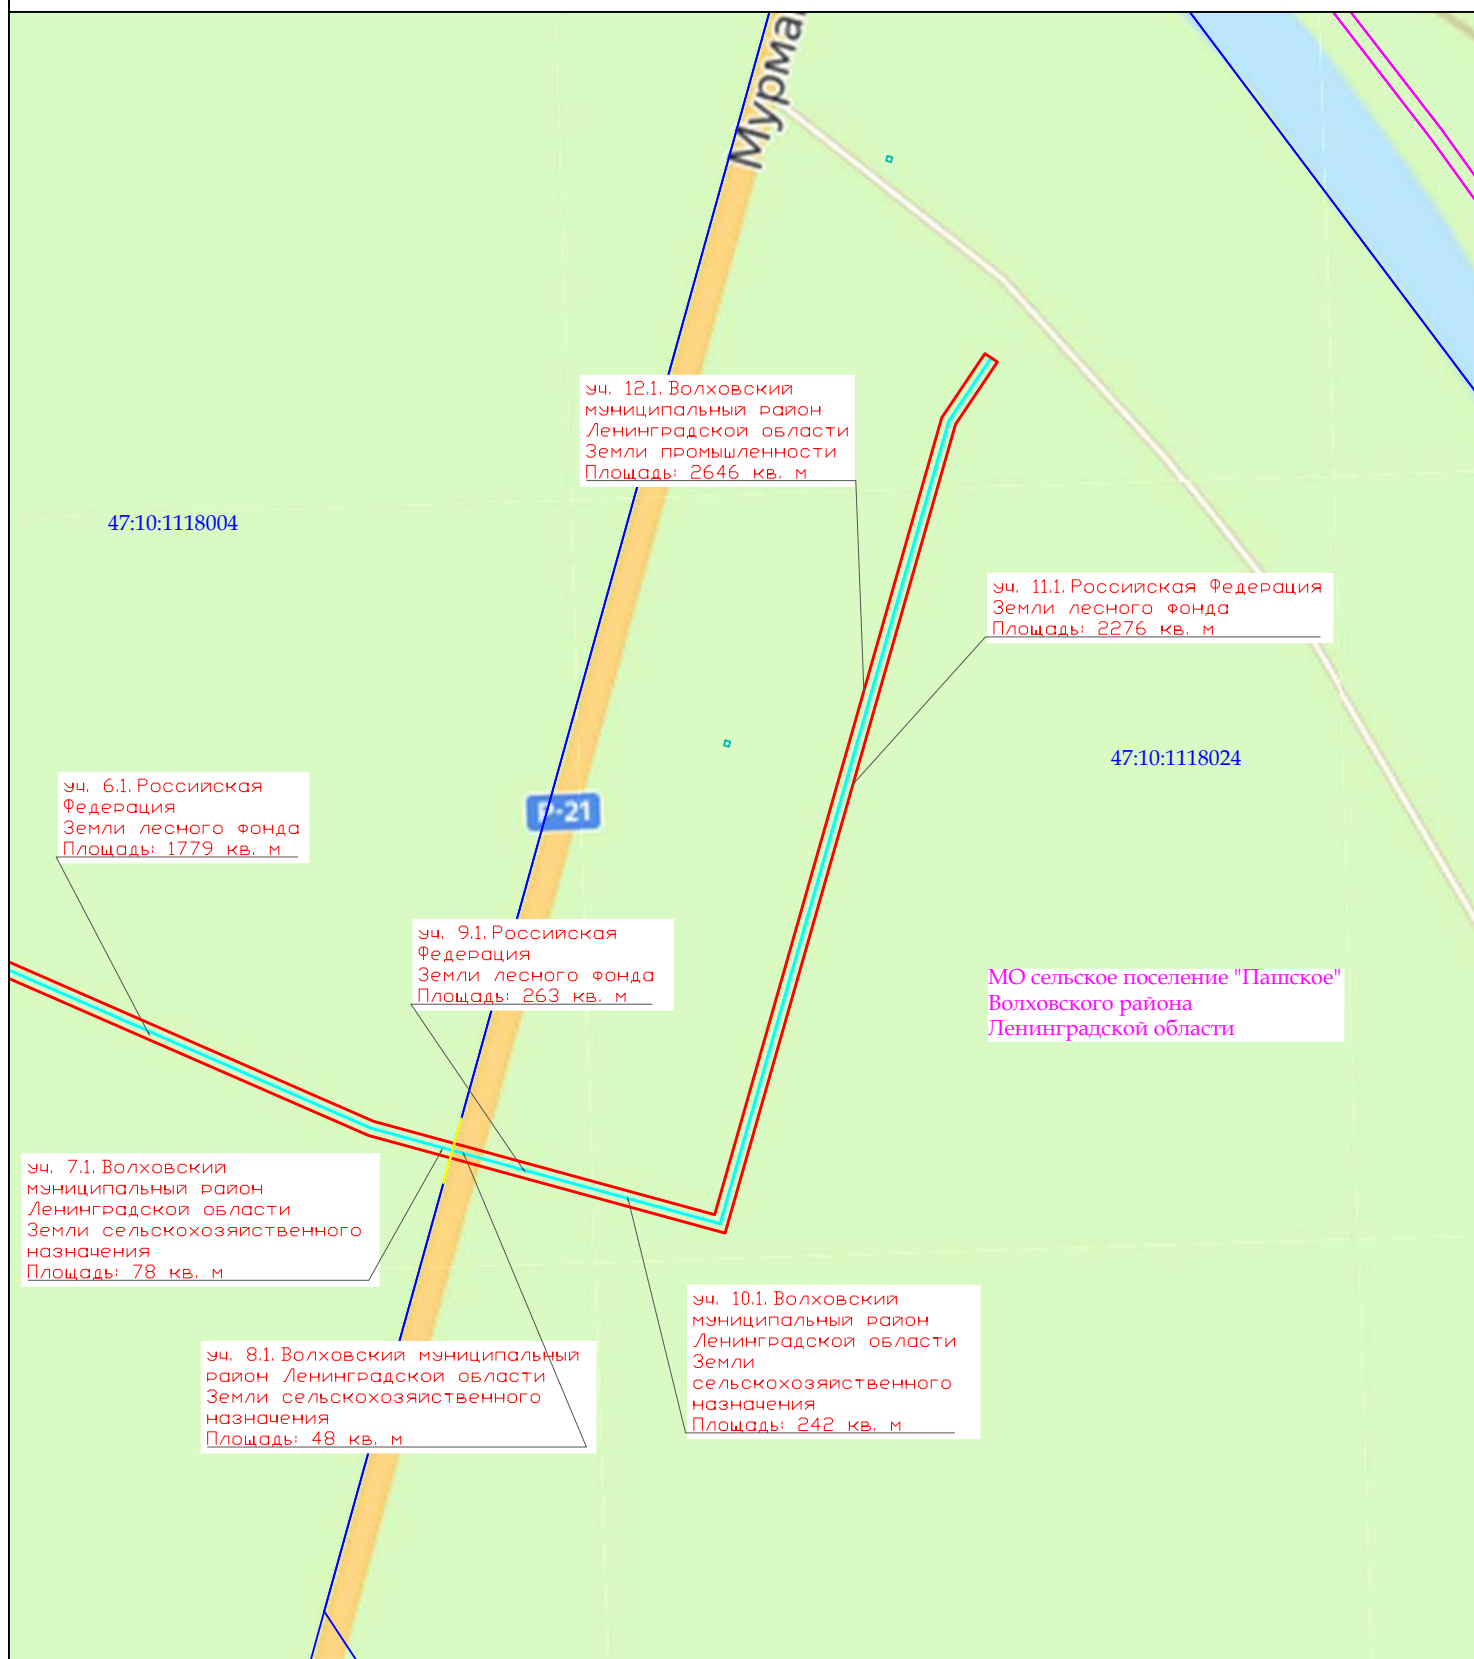 Мурма
уч. 12.1. Волховский
муниципальный район
Ленинградской области
Земли промышленности
Площадь: 2646 кв. м
47:10:1118004
уч. 11.1. Российская Федерация
Земли лесного фонда
Площадь: 2276 кв. м
47:10:1118024
уч. 6.1. Российская
Федерация
Земли лесного фонда
Площадь: 1779 кв. м
Р-21
уч. 9.1. Российская
Федерация
Земли лесного фонда
Площадь: 263 кв. м
МО сельское поселение "Пашское"
Волховского района
Ленинградской области
уч. 7.1. Волховский
муниципальный район
Ленинградской области
Земли сельскохозяйственного
назначения
Площадь: 78 кв. м
уч. 10.1. Волховский
муниципальный район
Ленинградской области
Земли
сельскохозяйственного
назначения
Площадь: 242 кв. м
уч. 8.1. Волховский муниципальный
район Ленинградской области
Земли сельскохозяйственного
назначения
Площадь: 48 кв. м